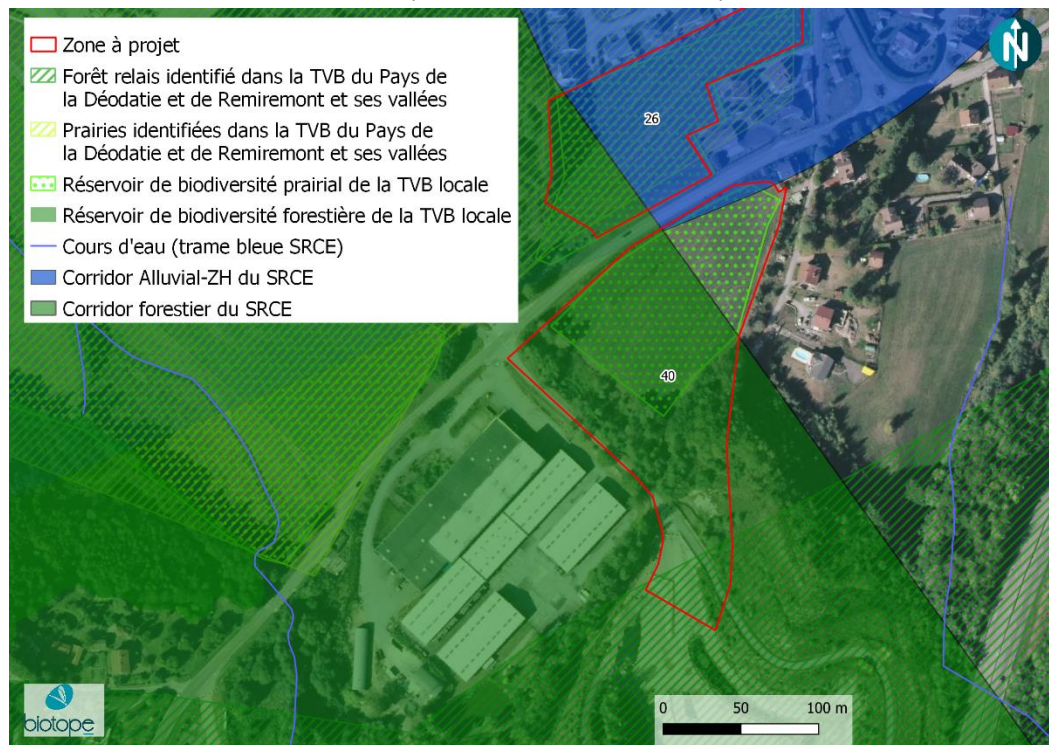 N
Zone à projet
Forêt relais identifié dans la TVB du Pays de
la Déodatie et de Remiremont et ses vallées
Prairies identifiées dans la TVB du Pays de
la Déodatie et de Remiremont et ses vallées
Réservoir de biodiversité prairial de la TVB locale
Réservoir de biodiversité forestière de la TVB locale
Cours d'eau (trame bleue SRCE)
Corridor Alluvial-ZH du SRCE
Corridor forestier du SRCE
26
40
biotope
0 50 100 m